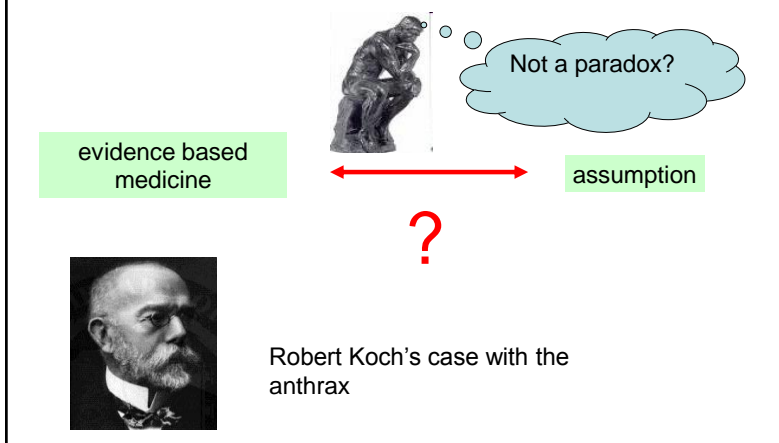 Not a paradox?
evidence based
medicine
assumption
?
Robert Koch's case with the
anthrax